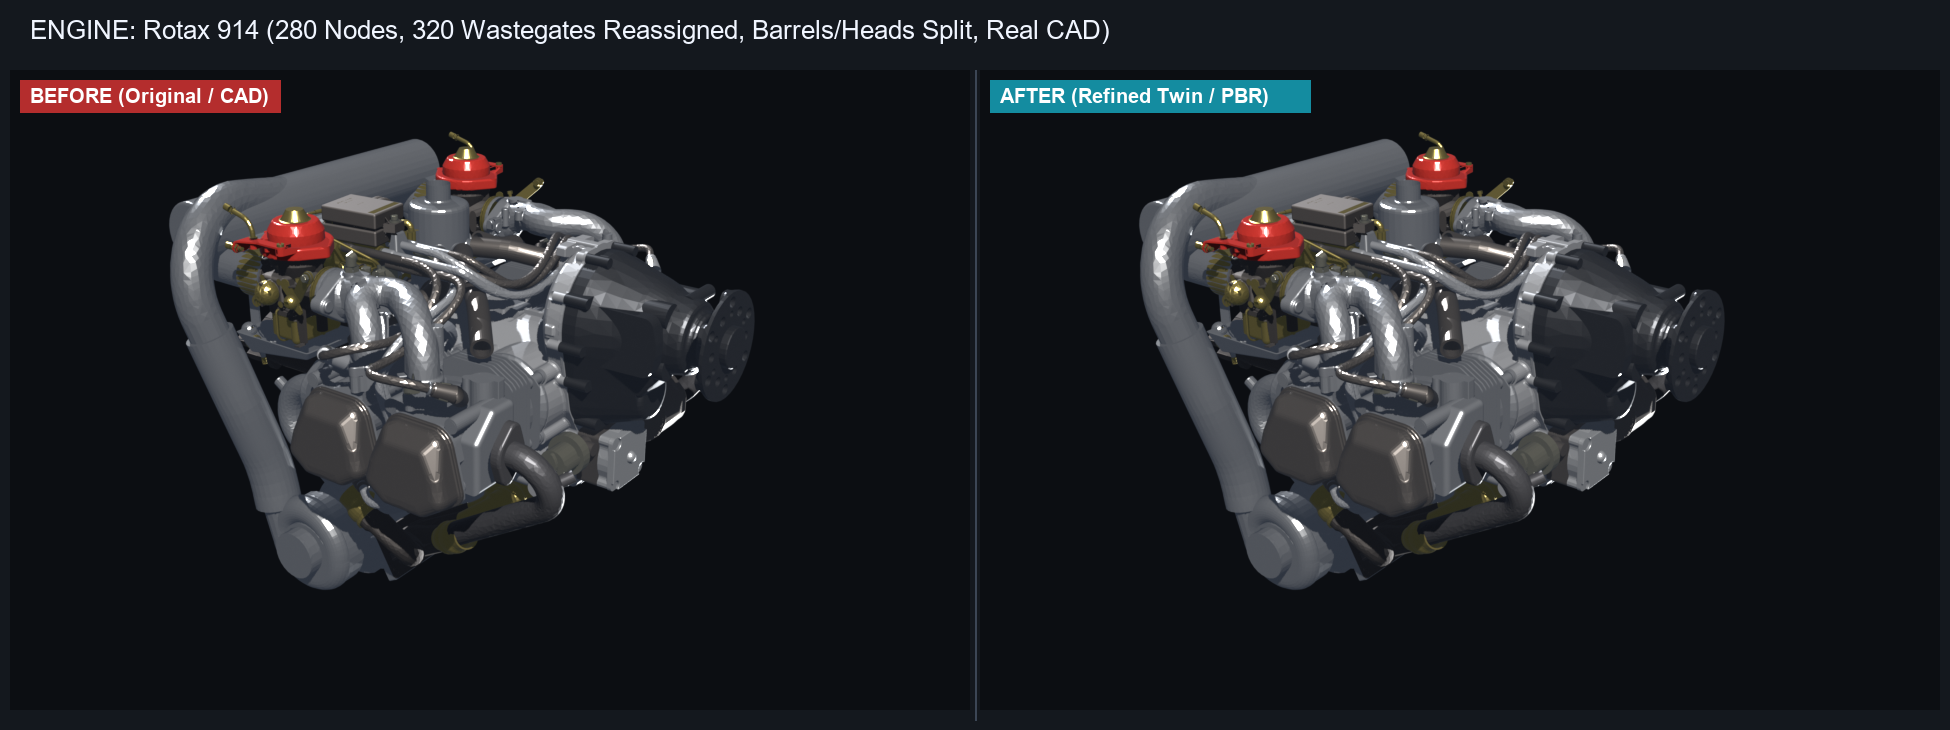 ENGINE: Rotax 914 (280 Nodes, 320 Wastegates Reassigned, Barrels/Heads Split, Real CAD)
BEFORE (Original / CAD)
AFTER (Refined Twin / PBR)